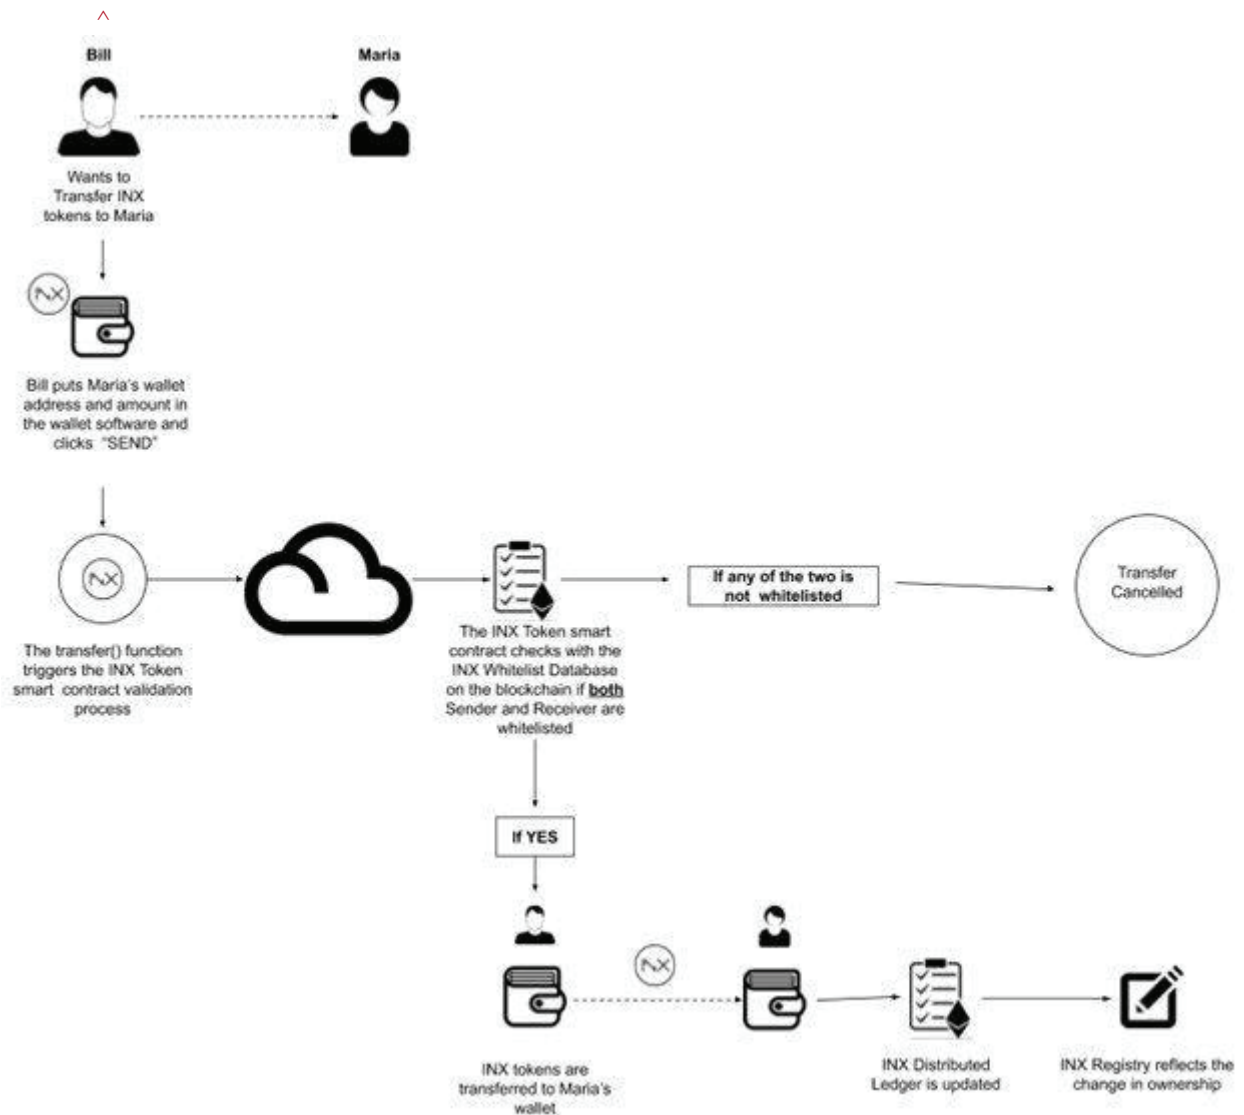 Bill
Maria
Wants to
Transfer INX
tokens to Maria
INX
Bill puts Maria's wallet
address and amount in
the wallet software and
clicks "SEND"
INX
The transfer() function
triggers the INX Token
smart contract validation
process
The INX Token smart
contract checks with the
INX Whitelist Database
on the blockchain if both
Sender and Receiver are
whitelisted
If any of the two is
not whitelisted
Transfer
Cancelled
If YES
INX
INX tokens are
transferred to Maria's
wallet
INX Distributed
Ledger is updated
INX Registry reflects the
change in ownership